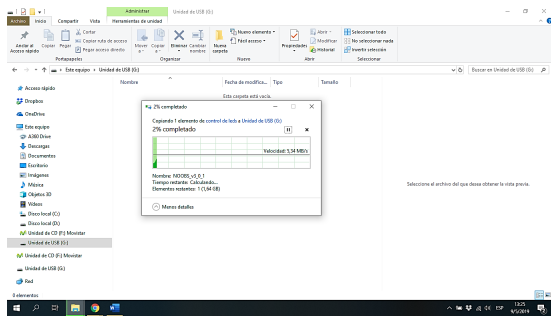 Administrar
Unidad de USB (G:)
Archivo
Inicio
Compartir
Vista
Herramientas de unidad
Anclar al Acceso rápido
Copiar
Pegar
Cortar
Copiar ruta de acceso
Pegar acceso directo
Portapapeles
Mover a
Copiar a
Eliminar
Cambiar nombre
Organizar
Nueva carpeta
Nuevo elemento
Fácil acceso
Nuevo
Propiedades
Abrir
Modificar
Historial
Abrir
Seleccionar todo
No seleccionar nada
Invertir selección
Seleccionar
Este equipo > Unidad de USB (G:)
Buscar en Unidad de USB (G:)
Nombre
Fecha de modifica...
Tipo
Tamaño
Esta carpeta está vacía.
Acceso rápido
Dropbox
OneDrive
Este equipo
A360 Drive
Descargas
Documentos
Escritorio
Imágenes
Música
Objetos 3D
Vídeos
Disco local (C:)
Disco local (D:)
Unidad de CD (F:) Movistar
Unidad de USB (G:)
Unidad de CD (F:) Movistar
Unidad de USB (G:)
Red
2% completado
Copiando 1 elemento de control de leds a Unidad de USB (G:)
2% completado
Velocidad: 5,34 MB/s
Nombre: NOOBS_v3_0_1
Tiempo restante: Calculando...
Elementos restantes: 1 (1,64 GB)
Menos detalles
Seleccione el archivo del que desea obtener la vista previa.
0 elementos
ESP
13:25
9/5/2019